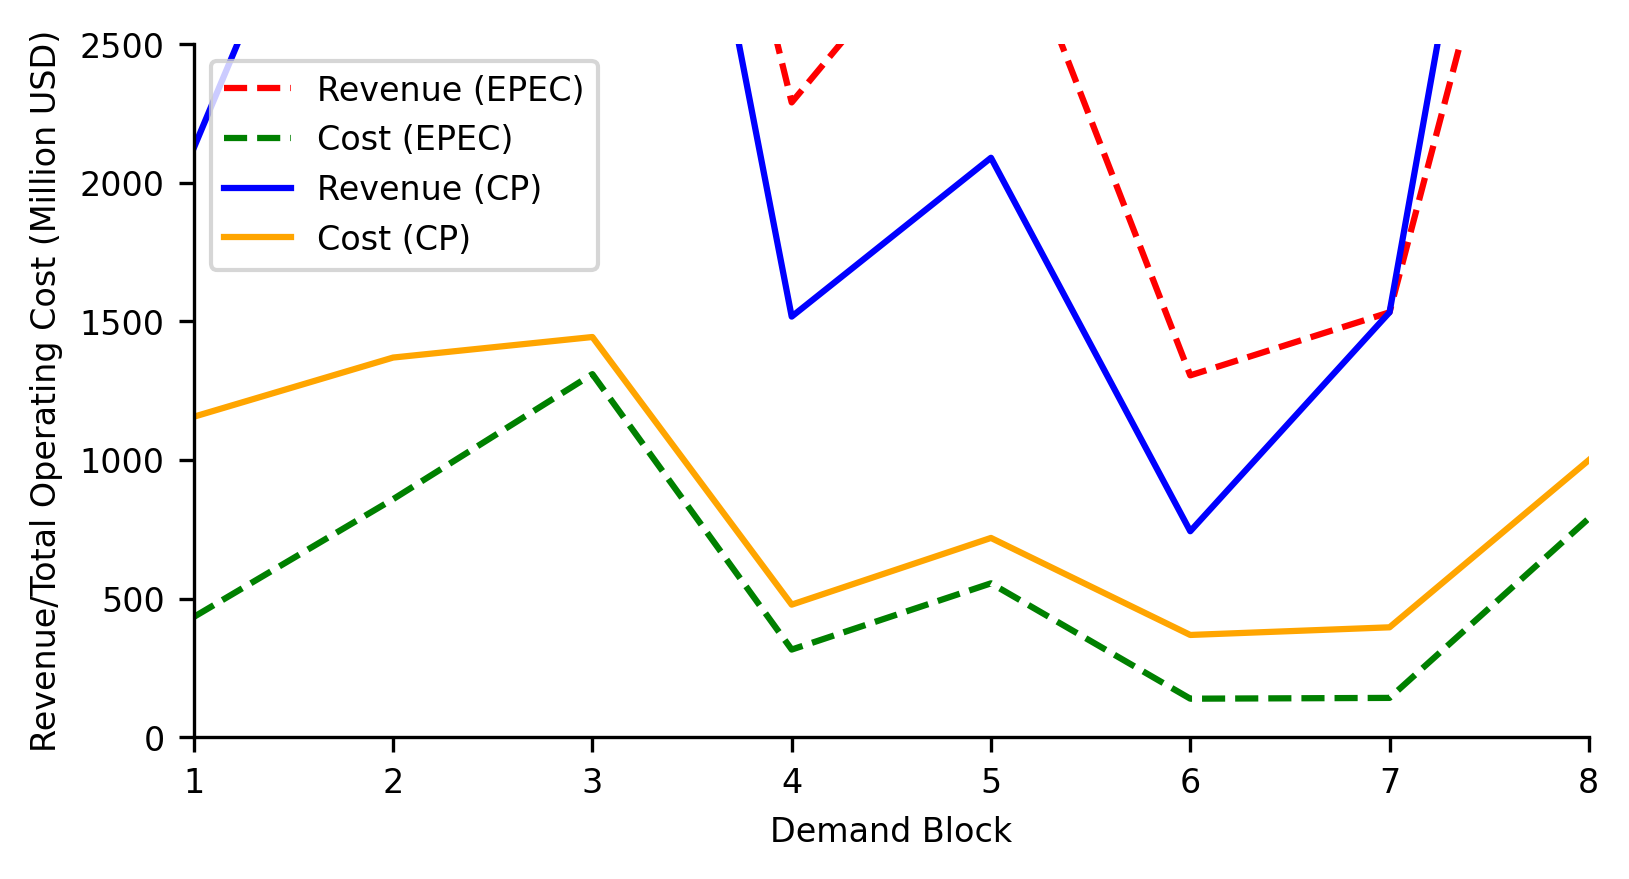 Revenue/Total Operating Cost (Million USD)
2500
2000
1500
1000
500
0
Revenue (EPEC)
Cost (EPEC)
Revenue (CP)
Cost (CP)
1 2 3 4 5 6 7 8
Demand Block